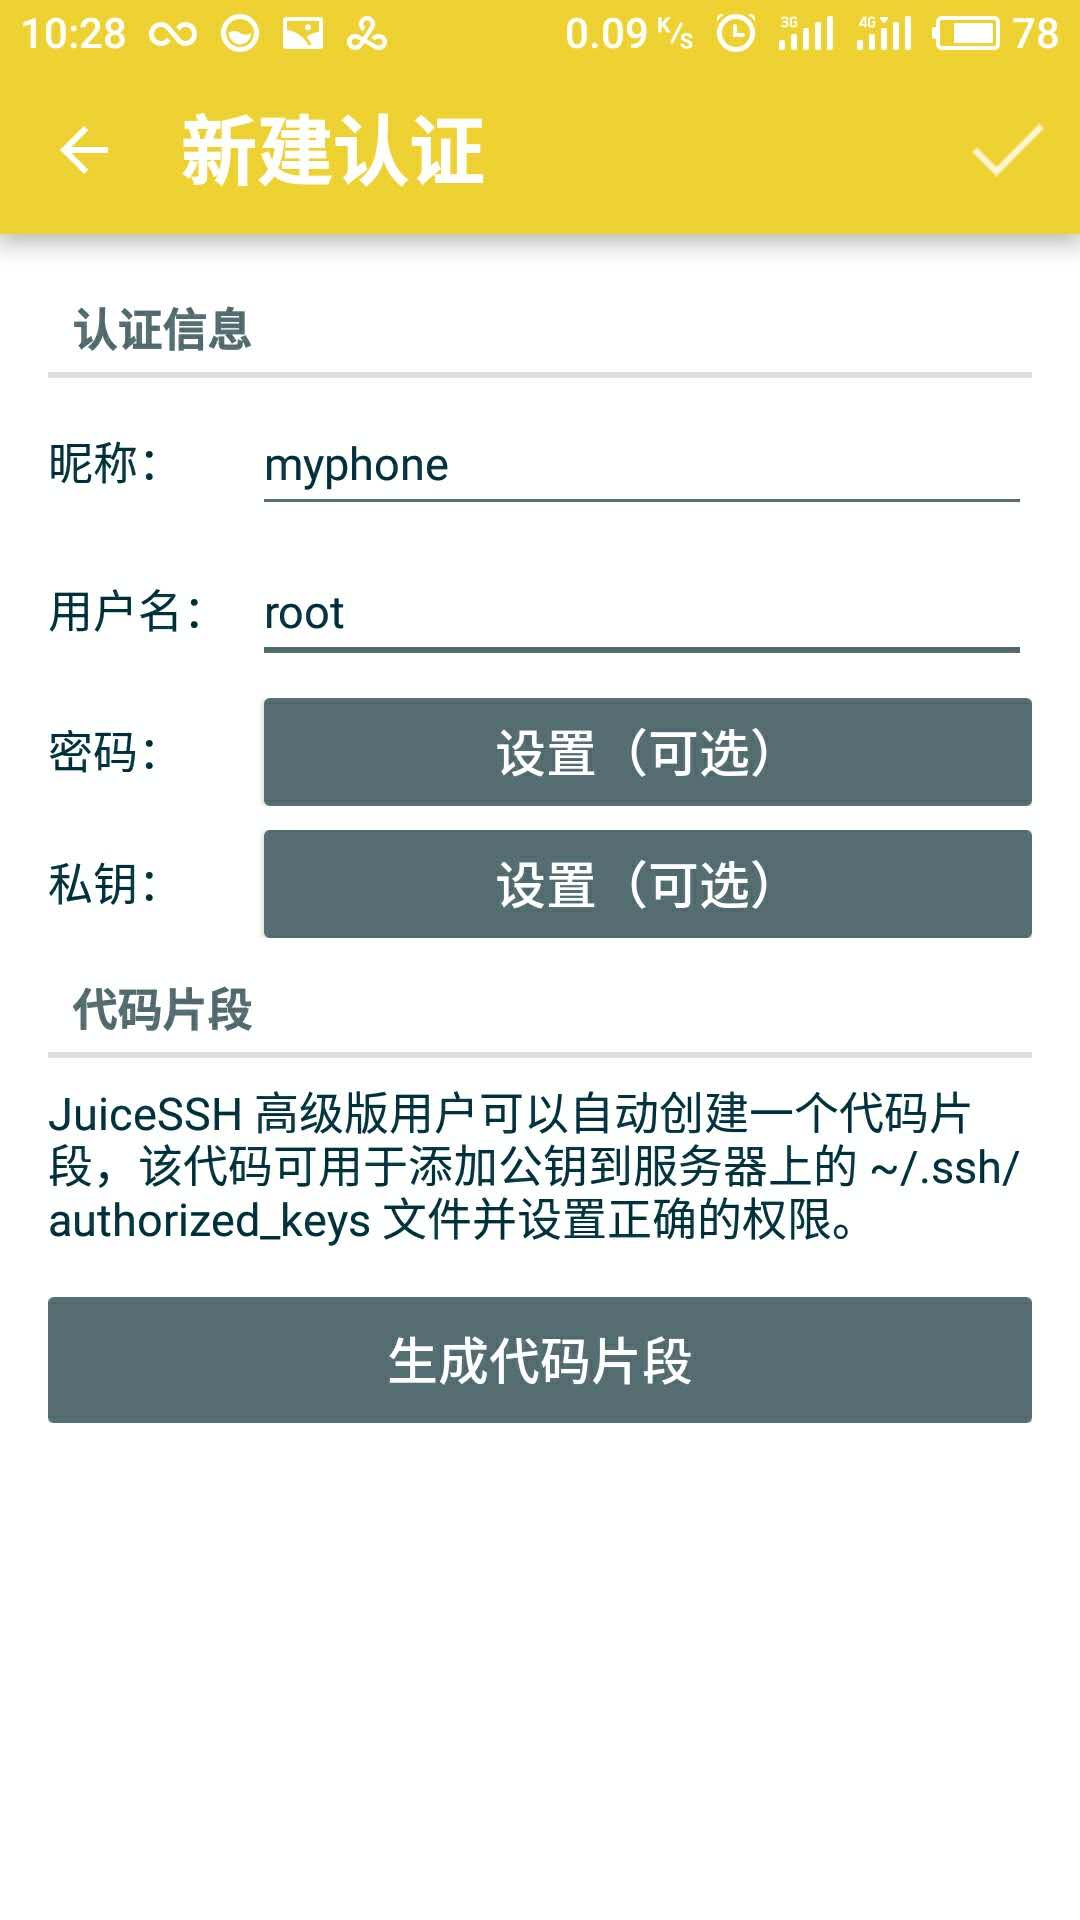 10:28 0.09 K/s 3G 4G 78
新建认证
认证信息
昵称： myphone
用户名： root
密码： 设置（可选）
私钥： 设置（可选）
代码片段
JuiceSSH 高级版用户可以自动创建一个代码片
段，该代码可用于添加公钥到服务器上的 ~/.ssh/
authorized_keys 文件并设置正确的权限。
生成代码片段